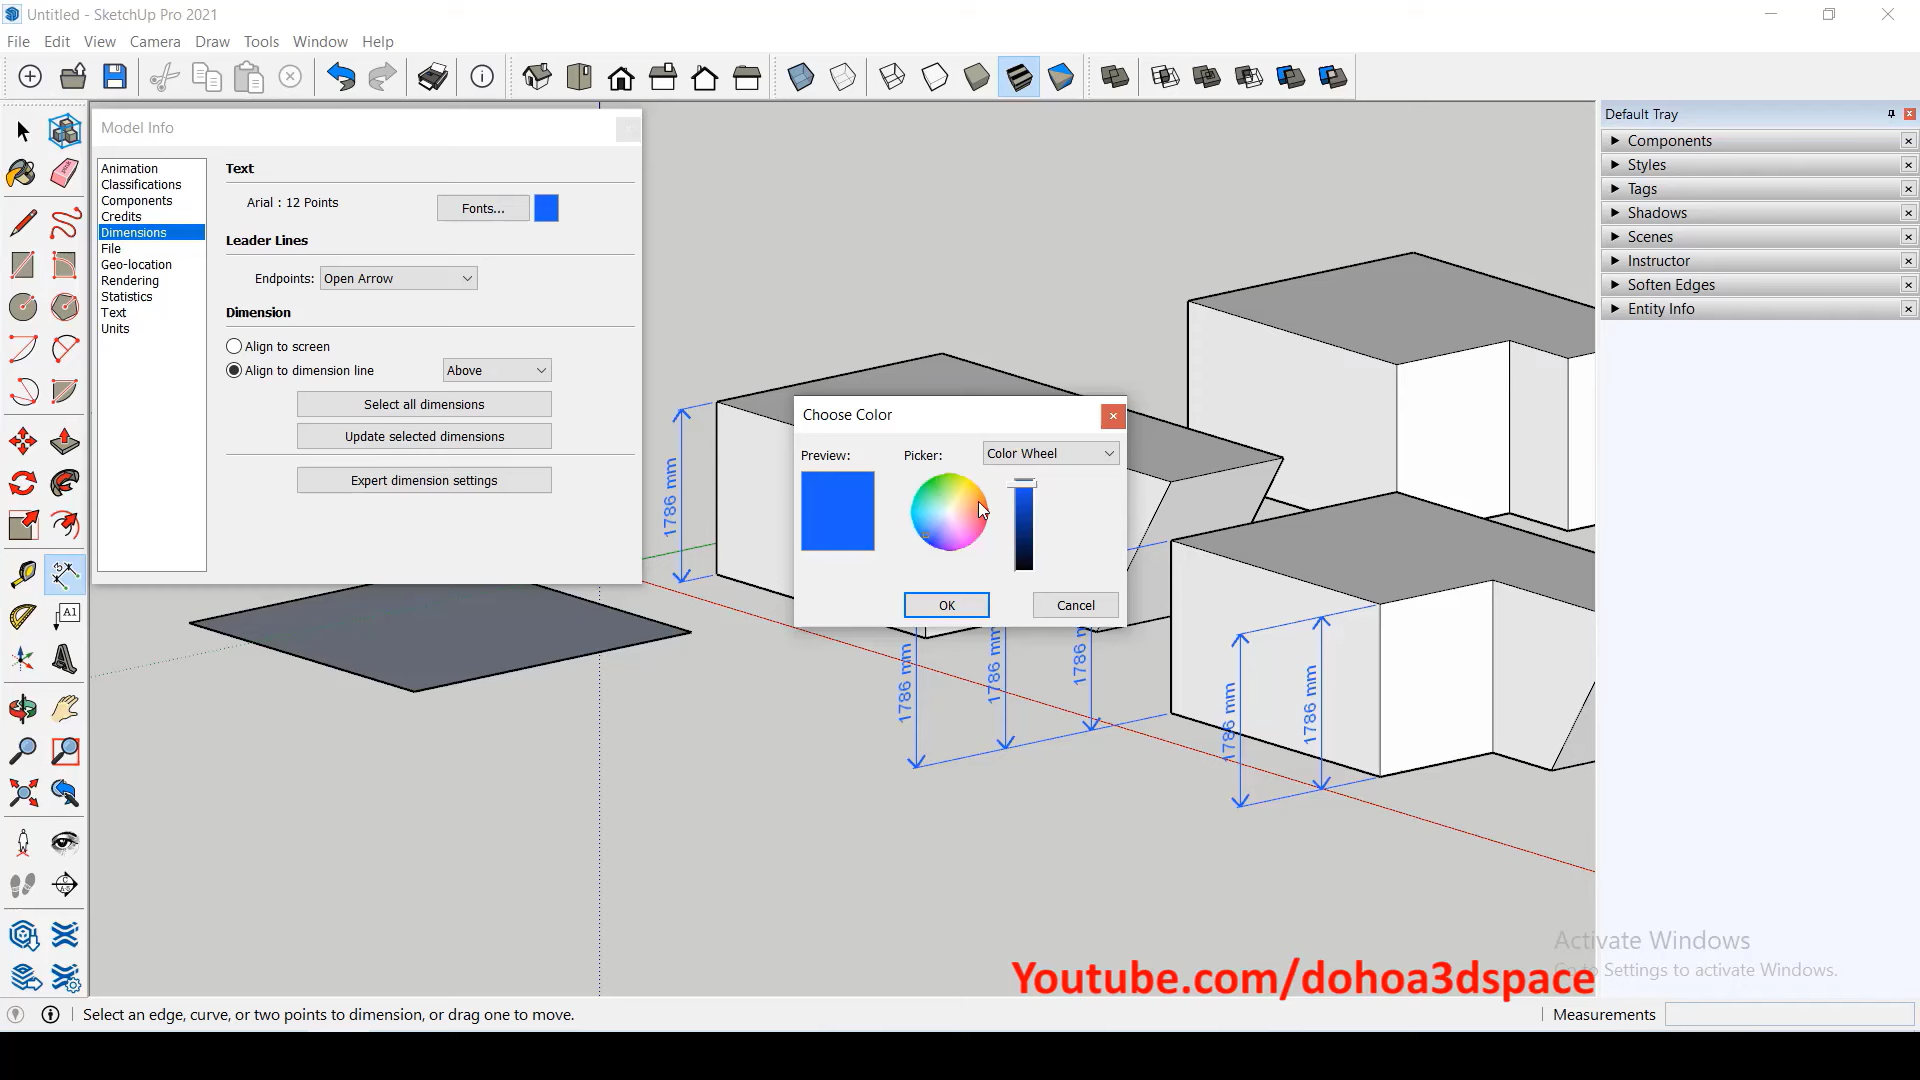 Untitled - SketchUp Pro 2021
File Edit View Camera Draw Tools Window Help
Model Info
Animation
Classifications
Components
Credits
Dimensions
File
Geo-location
Rendering
Statistics
Text
Units
Text
Arial : 12 Points
Fonts...
Leader Lines
Endpoints: Open Arrow
Dimension
Align to screen
Align to dimension line Above
Select all dimensions
Update selected dimensions
Expert dimension settings
Choose Color
Preview: Picker: Color Wheel
OK Cancel
1786 mm
1786 mm
1786 mm
1786 m
1786 mm
1786 mm
A1
Default Tray
Components
Styles
Tags
Shadows
Scenes
Instructor
Soften Edges
Entity Info
Activate Windows
Go to Settings to activate Windows.
Youtube.com/dohoa3dspace
Select an edge, curve, or two points to dimension, or drag one to move.
Measurements